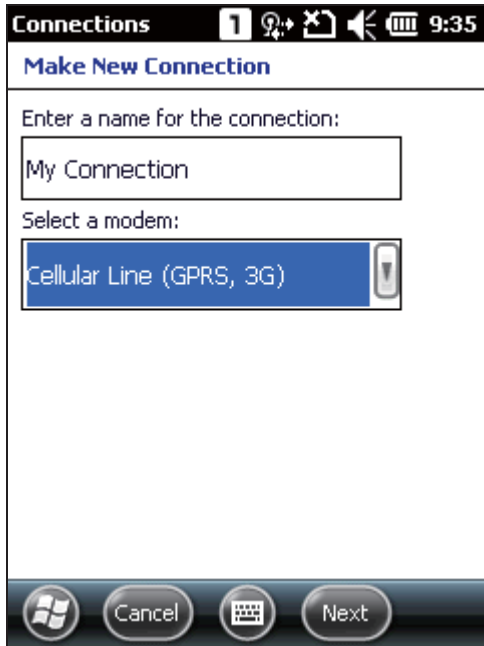 Connections 1 9:35
Make New Connection
Enter a name for the connection:
My Connection
Select a modem:
Cellular Line (GPRS, 3G)
Cancel Next